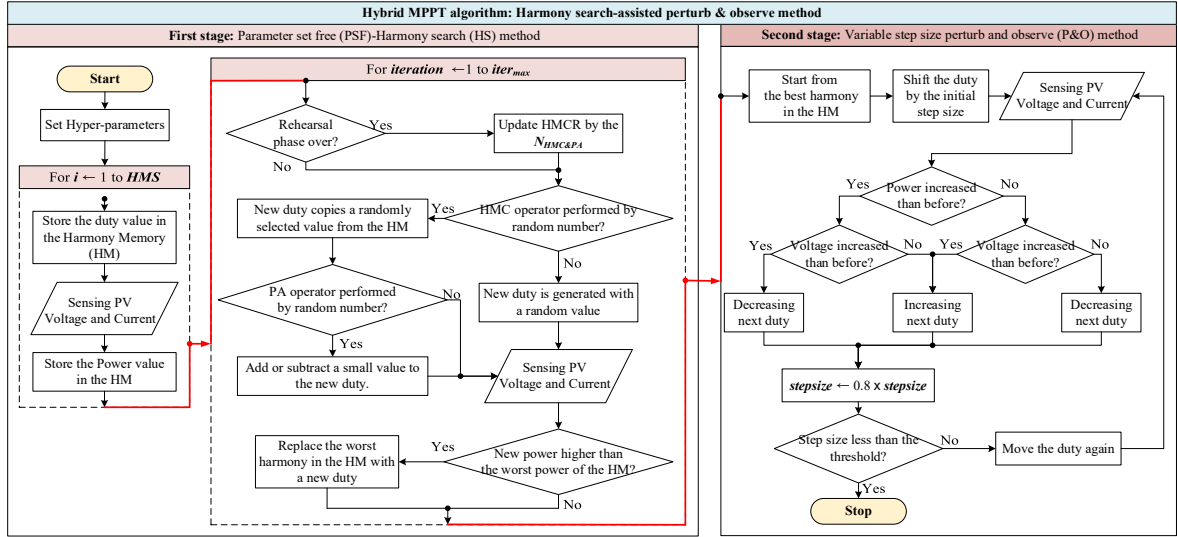 Hybrid MPPT algorithm: Harmony search-assisted perturb & observe method
First stage: Parameter set free (PSF)-Harmony search (HS) method
Start
Set Hyper-parameters
For i ← 1 to HMS
Store the duty value in
the Harmony Memory
(HM)
Sensing PV
Voltage and Current
Store the Power value
in the HM
For iteration ←1 to iter_max
Rehearsal
phase over?
Yes
No
Update HMCR by the
N_HMC&PA
HMC operator performed by
random number?
Yes
No
New duty copies a randomly
selected value from the HM
PA operator performed
by random number?
No
Yes
New duty is generated with
a random value
Add or subtract a small value to
the new duty.
Sensing PV
Voltage and Current
New power higher than
the worst power of the HM?
Yes
No
Replace the worst
harmony in the HM with
a new duty
Second stage: Variable step size perturb and observe (P&O) method
Start from
the best harmony
in the HM
Shift the duty
by the initial
step size
Sensing PV
Voltage and Current
Power increased
than before?
Yes
No
Voltage increased
than before?
Yes
No
Voltage increased
than before?
Yes
No
Decreasing
next duty
Increasing
next duty
Decreasing
next duty
stepsize ← 0.8 x stepsize
Step size less than the
threshold?
No
Move the duty again
Yes
Stop